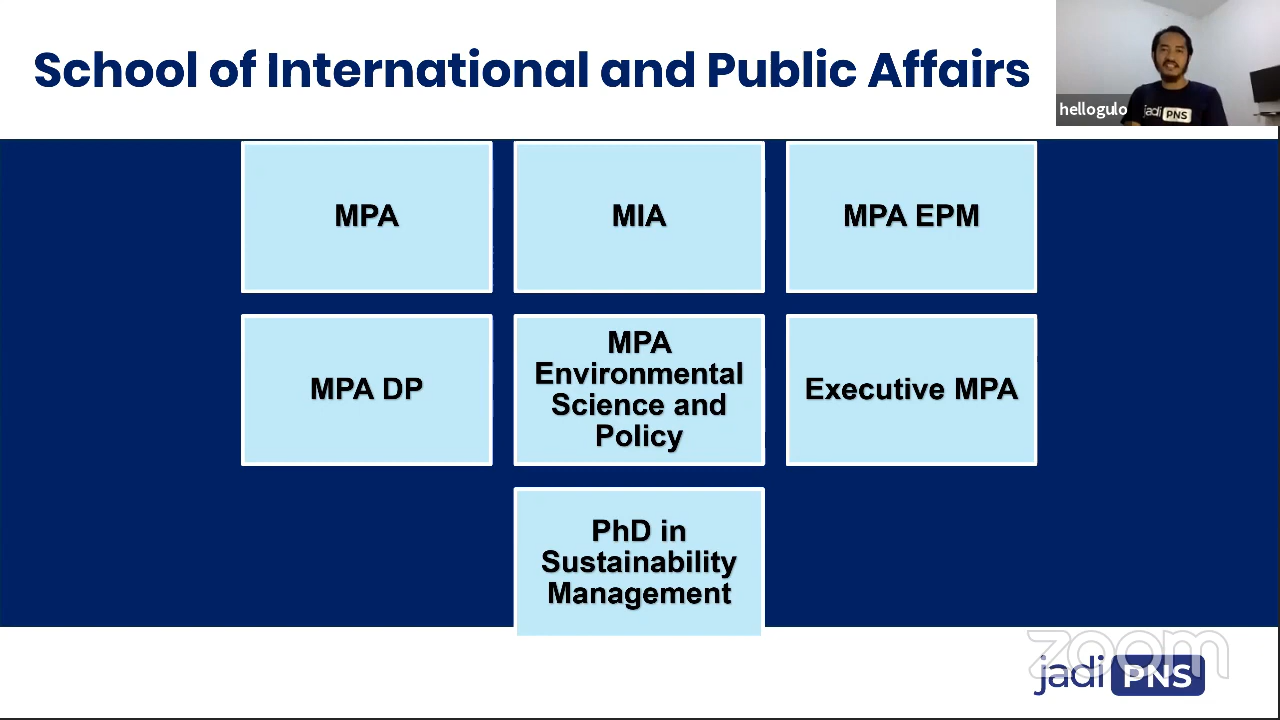 School of International and Public Affairs
hellogulo
jadi PNS
MPA
MIA
MPA EPM
MPA DP
MPA
Environmental
Science and
Policy
Executive MPA
PhD in
Sustainability
Management
zoom
jadi PNS